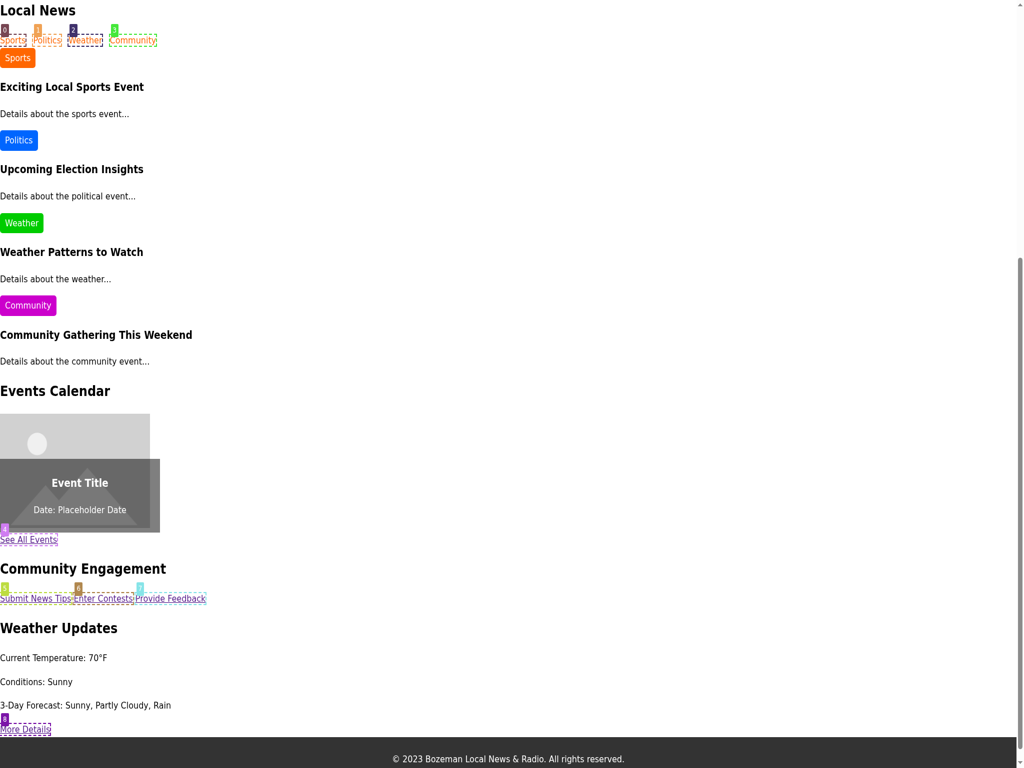 Local News
0 1 2 3
Sports Politics Weather Community
Sports
Exciting Local Sports Event
Details about the sports event...
Politics
Upcoming Election Insights
Details about the political event...
Weather
Weather Patterns to Watch
Details about the weather...
Community
Community Gathering This Weekend
Details about the community event...
Events Calendar
Event Title
Date: Placeholder Date
4
See All Events
Community Engagement
5 6 7
Submit News Tips Enter Contests Provide Feedback
Weather Updates
Current Temperature: 70°F
Conditions: Sunny
3-Day Forecast: Sunny, Partly Cloudy, Rain
8
More Details
© 2023 Bozeman Local News & Radio. All rights reserved.